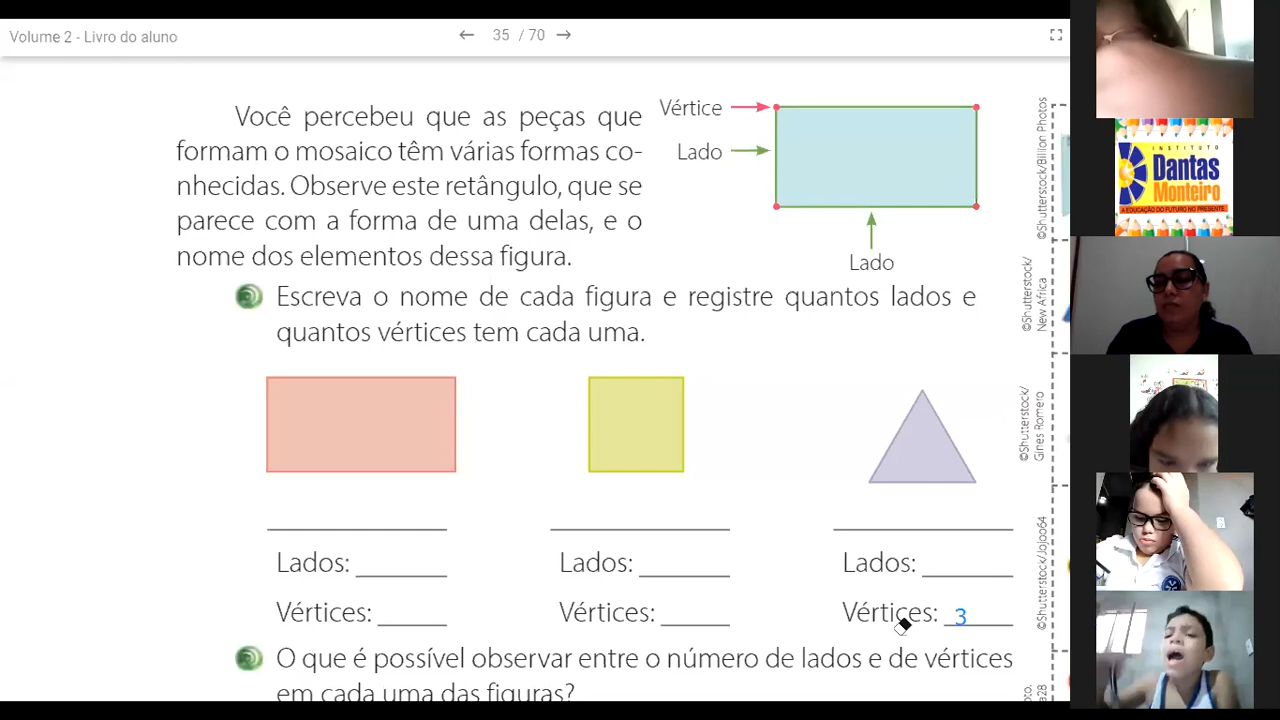 Volume 2 - Livro do aluno
35 / 70
Você percebeu que as peças que
formam o mosaico têm várias formas co-
nhecidas. Observe este retângulo, que se
parece com a forma de uma delas, e o
nome dos elementos dessa figura.
Vértice
Lado
Lado
Escreva o nome de cada figura e registre quantos lados e
quantos vértices tem cada uma.
Lados:
Lados:
Lados:
Vértices:
Vértices:
Vértices: 3
O que é possível observar entre o número de lados e de vértices
em cada uma das figuras?
©Shutterstock/Billion Photos
©Shutterstock/
New Africa
©Shutterstock/
Gines Romero
©Shutterstock/Jojoo64
INSTITUTO
Dantas
Monteiro
A EDUCAÇÃO DO FUTURO NO PRESENTE